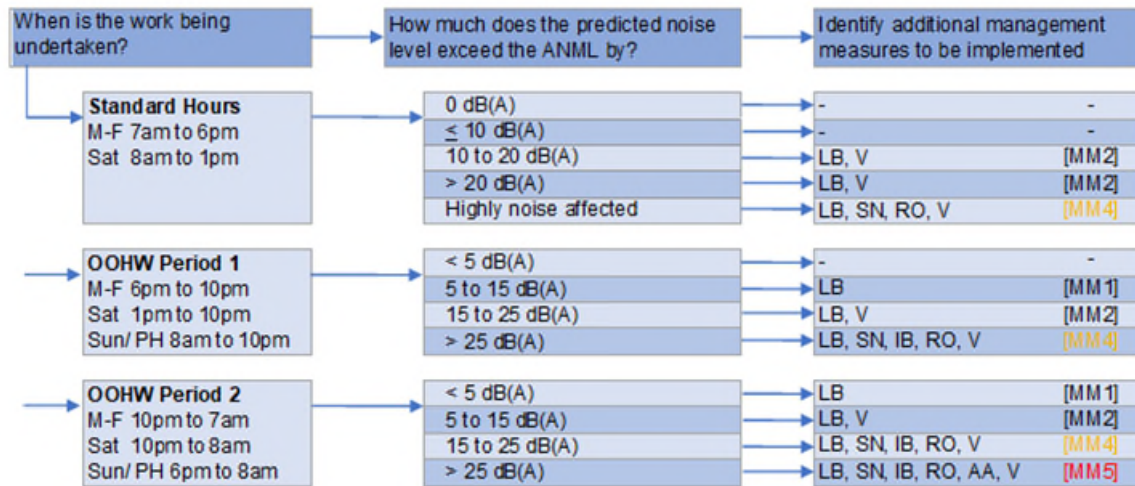 When is the work being
undertaken?
How much does the predicted noise
level exceed the ANML by?
Identify additional management
measures to be implemented
Standard Hours
M-F 7am to 6pm
Sat 8am to 1pm
0 dB(A) - -
≤ 10 dB(A) - -
10 to 20 dB(A) LB, V [MM2]
> 20 dB(A) LB, V [MM2]
Highly noise affected LB, SN, RO, V [MM4]
OOHW Period 1
M-F 6pm to 10pm
Sat 1pm to 10pm
Sun/ PH 8am to 10pm
< 5 dB(A) - -
5 to 15 dB(A) LB [MM1]
15 to 25 dB(A) LB, V [MM2]
> 25 dB(A) LB, SN, IB, RO, V [MM4]
OOHW Period 2
M-F 10pm to 7am
Sat 10pm to 8am
Sun/ PH 6pm to 8am
< 5 dB(A) LB [MM1]
5 to 15 dB(A) LB, V [MM2]
15 to 25 dB(A) LB, SN, IB, RO, V [MM4]
> 25 dB(A) LB, SN, IB, RO, AA, V [MM5]